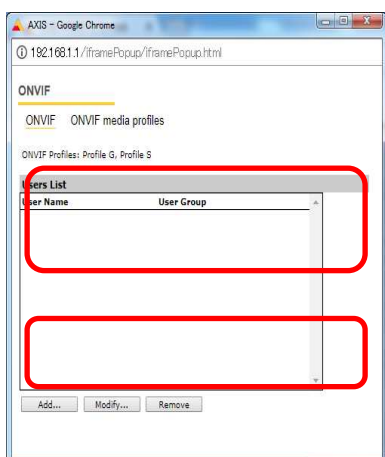 AXIS - Google Chrome
192.168.1.1/iframePopup/iframePopup.html
ONVIF
ONVIF ONVIF media profiles
ONVIF Profiles: Profile G, Profile S
Users List
User Name User Group
Add... Modify... Remove